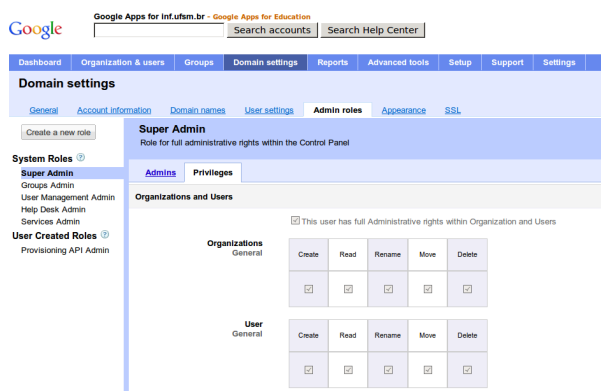 Google Apps for inf.ufsm.br - Google Apps for Education
Google
Search accounts Search Help Center
Dashboard Organization & users Groups Domain settings Reports Advanced tools Setup Support Settings
Domain settings
General Account information Domain names User settings Admin roles Appearance SSL
Create a new role
Super Admin
Role for full administrative rights within the Control Panel
System Roles ?
Super Admin
Groups Admin
User Management Admin
Help Desk Admin
Services Admin
User Created Roles ?
Provisioning API Admin
Admins Privileges
Organizations and Users
This user has full Administrative rights within Organization and Users
Organizations
General
Create Read Rename Move Delete
User
General
Create Read Rename Move Delete